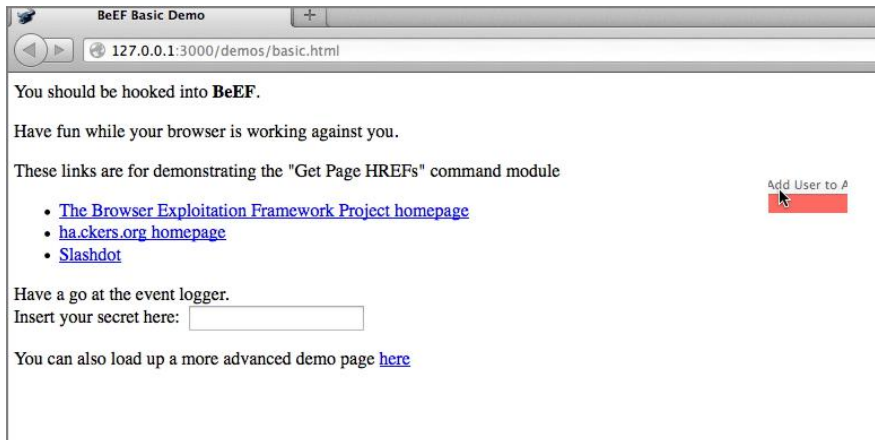 BeEF Basic Demo
127.0.0.1:3000/demos/basic.html
You should be hooked into BeEF.
Have fun while your browser is working against you.
These links are for demonstrating the "Get Page HREFs" command module
Add User to A
The Browser Exploitation Framework Project homepage
ha.ckers.org homepage
Slashdot
Have a go at the event logger.
Insert your secret here:
You can also load up a more advanced demo page here